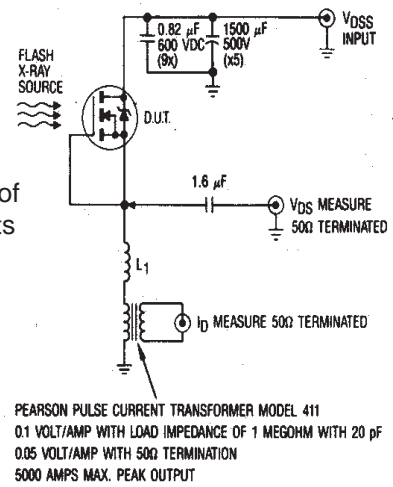 0.82 µF
600 VDC
(9x)
1500 µF
500V
(x5)
VDSS
INPUT
FLASH
X-RAY
SOURCE
D.U.T.
of
ts
1.6 µF
VDS MEASURE
50Ω TERMINATED
L1
ID MEASURE 50Ω TERMINATED
PEARSON PULSE CURRENT TRANSFORMER MODEL 411
0.1 VOLT/AMP WITH LOAD IMPEDANCE OF 1 MEGOHM WITH 20 pF
0.05 VOLT/AMP WITH 50Ω TERMINATION
5000 AMPS MAX. PEAK OUTPUT